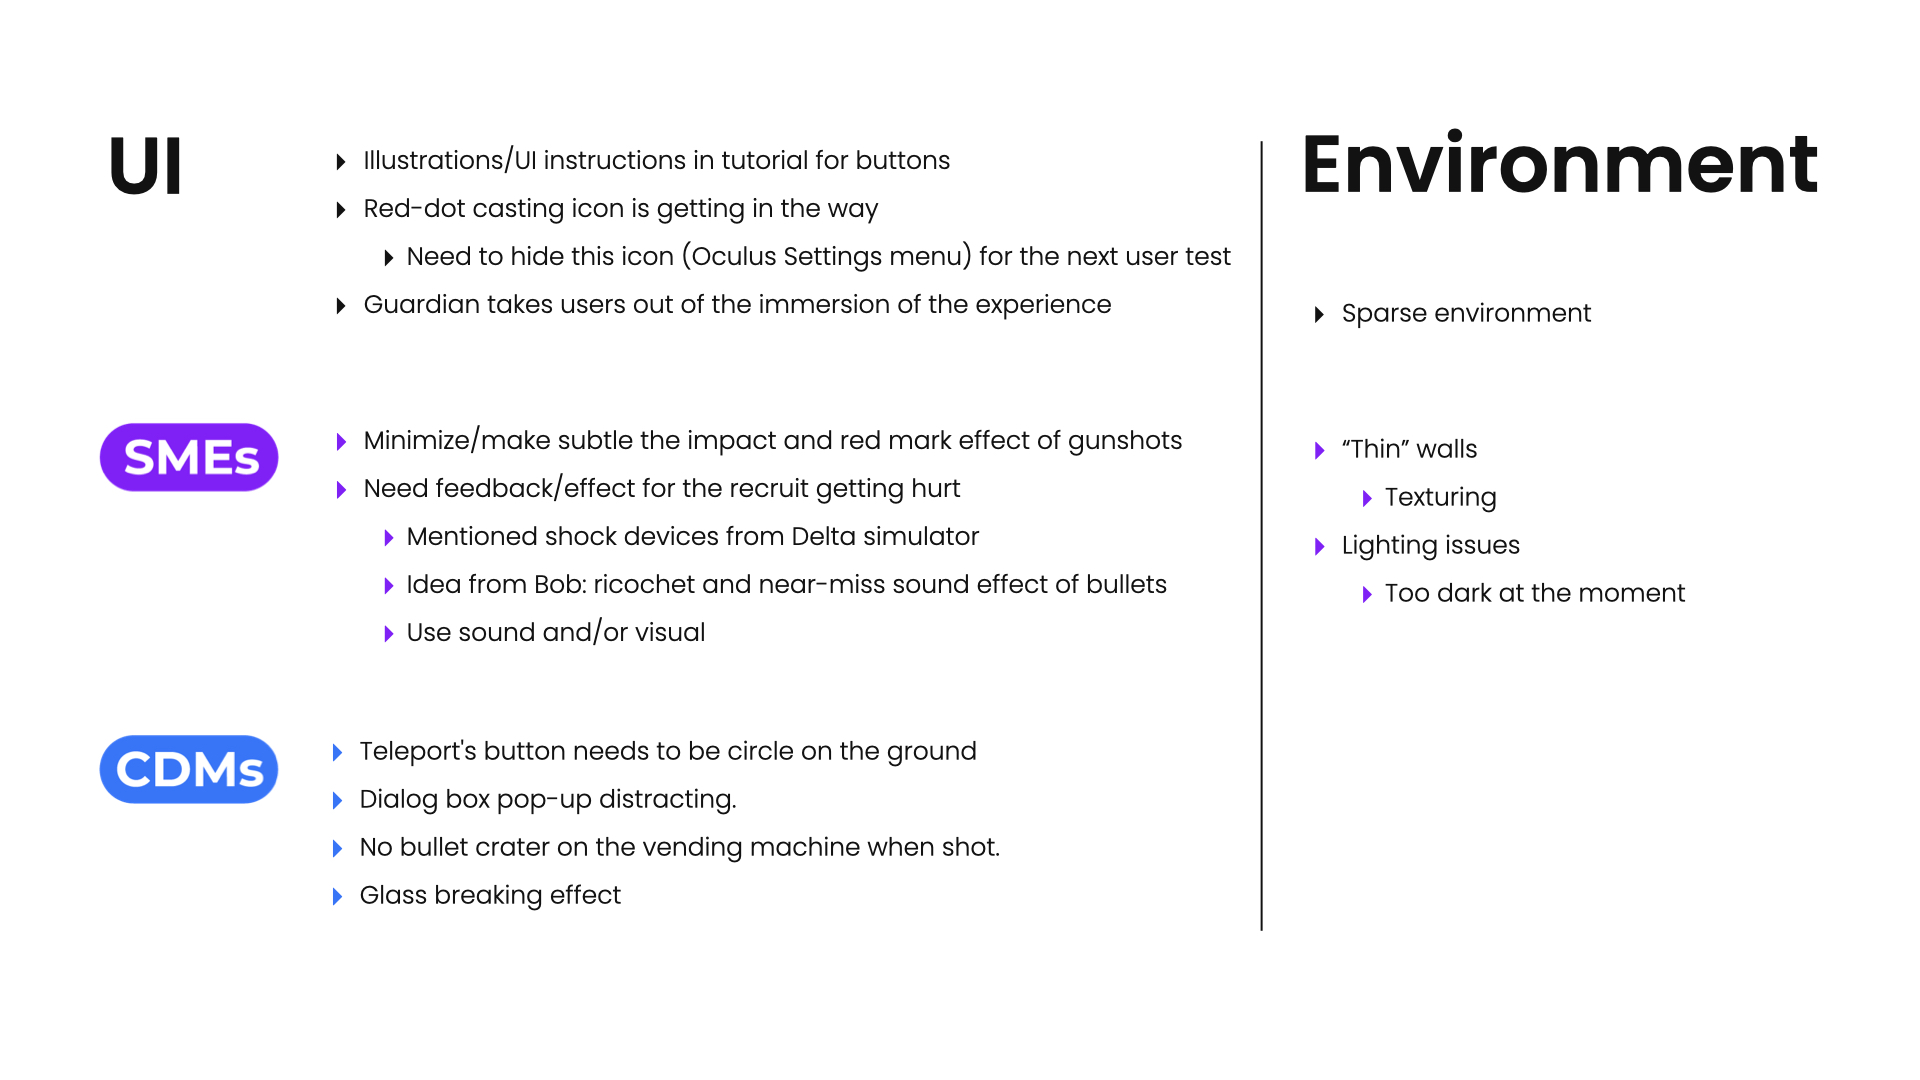 UI
Illustrations/UI instructions in tutorial for buttons
Red-dot casting icon is getting in the way
Need to hide this icon (Oculus Settings menu) for the next user test
Guardian takes users out of the immersion of the experience
SMEs
Minimize/make subtle the impact and red mark effect of gunshots
Need feedback/effect for the recruit getting hurt
Mentioned shock devices from Delta simulator
Idea from Bob: ricochet and near-miss sound effect of bullets
Use sound and/or visual
CDMs
Teleport's button needs to be circle on the ground
Dialog box pop-up distracting.
No bullet crater on the vending machine when shot.
Glass breaking effect
Environment
Sparse environment
“Thin” walls
Texturing
Lighting issues
Too dark at the moment